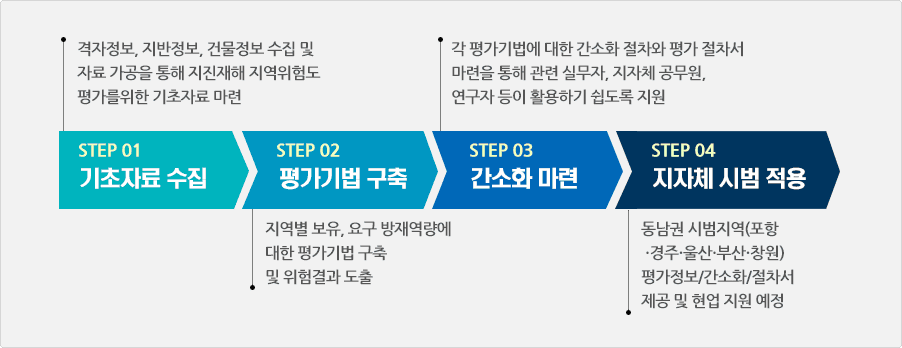 격자정보, 지반정보, 건물정보 수집 및
자료 가공을 통해 지진재해 지역위험도
평가를위한 기초자료 마련
각 평가기법에 대한 간소화 절차와 평가 절차서
마련을 통해 관련 실무자, 지자체 공무원,
연구자 등이 활용하기 쉽도록 지원
STEP 01
기초자료 수집
STEP 02
평가기법 구축
STEP 03
간소화 마련
STEP 04
지자체 시범 적용
지역별 보유, 요구 방재역량에
대한 평가기법 구축
및 위험결과 도출
동남권 시범지역(포항
·경주·울산·부산·창원)
평가정보/간소화/절차서
제공 및 현업 지원 예정